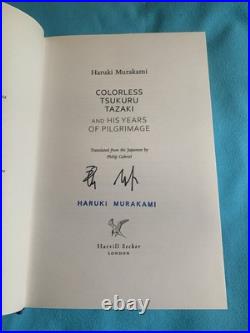 Haruki Murakami
COLORLESS
TSUKURU
TAZAKI
AND HIS YEARS
OF PILGRIMAGE
Translated from the Japanese by
Philip Gabriel
HARUKI MURAKAMI
Harvill Secker
LONDON